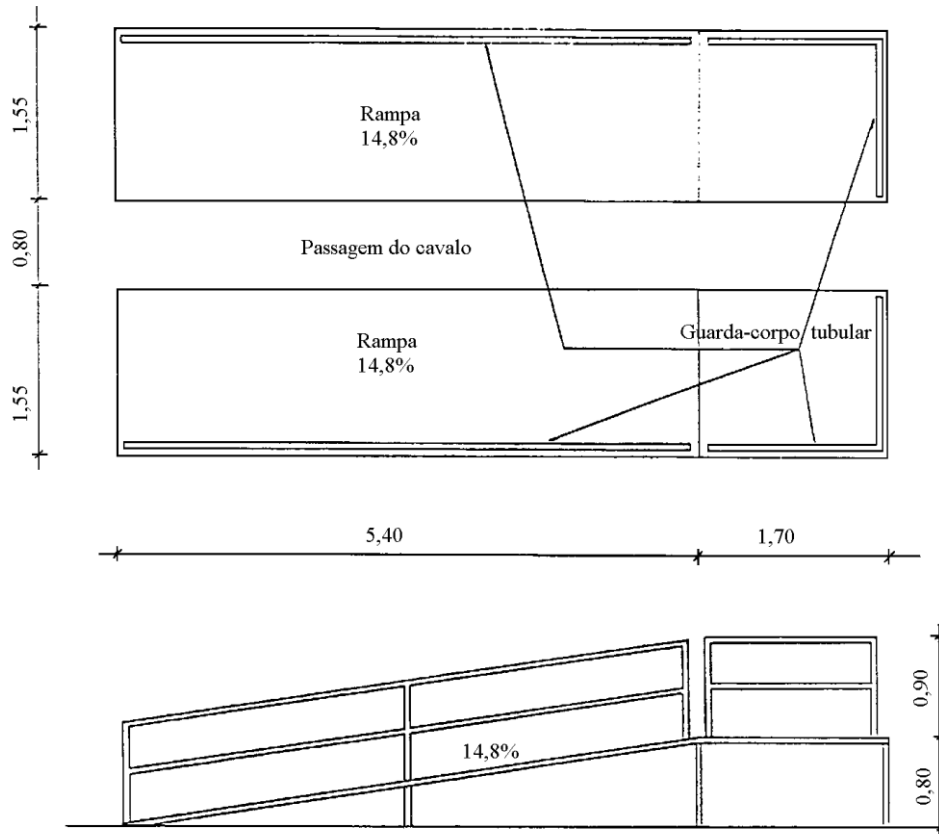 1,55
Rampa
14,8%
0,80
Passagem do cavalo
1,55
Rampa
14,8%
Guarda-corpo tubular
5,40
1,70
14,8%
0,90
0,80